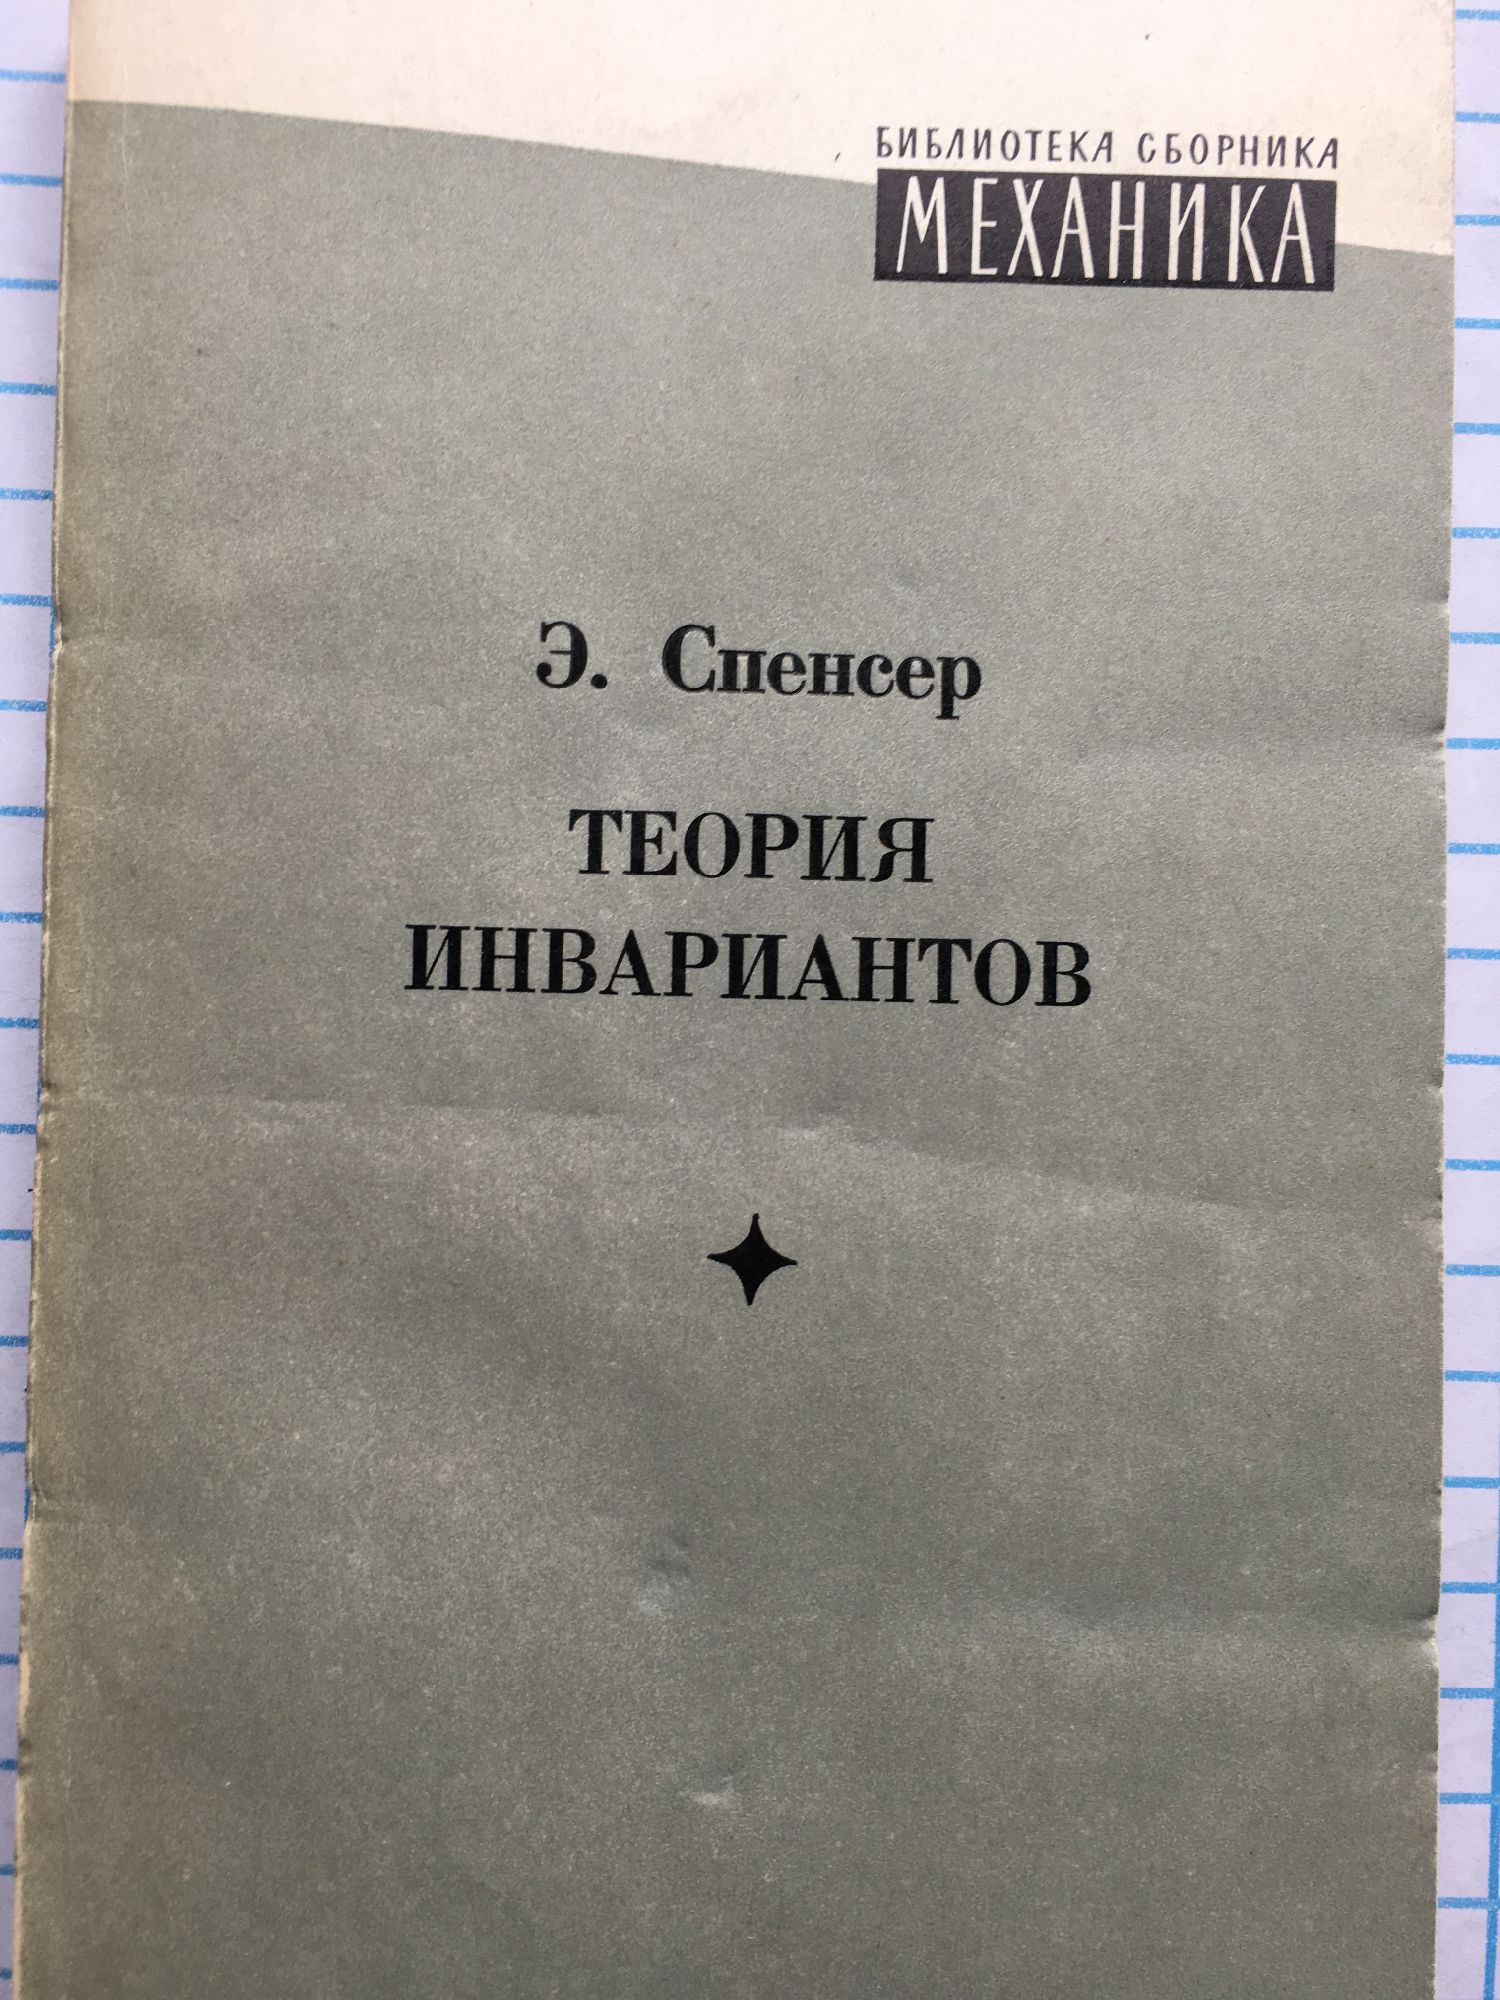 БИБЛИОТЕКА СБОРНИКА
МЕХАНИКА
Э. Спенсер
ТЕОРИЯ
ИНВАРИАНТОВ